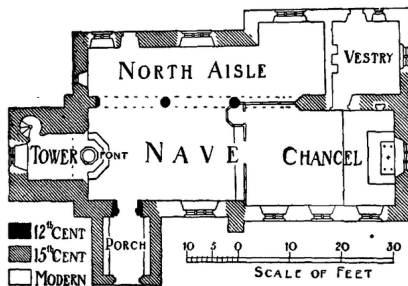 NORTH AISLE
VESTRY
TOWER
FONT
NAVE
CHANCEL
PORCH
12th CENT
15th CENT
MODERN
10 5 0 10 20 30
SCALE OF FEET